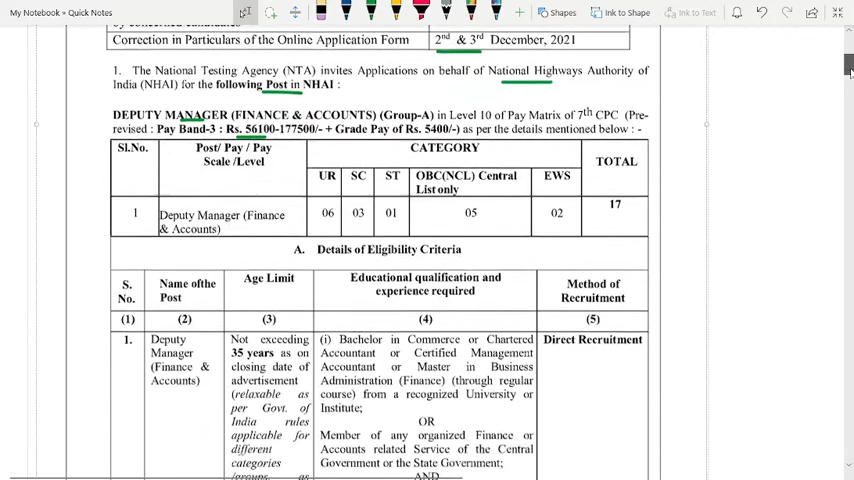 My Notebook » Quick Notes
Shapes
Ink to Shape
Ink to Text
Correction in Particulars of the Online Application Form
2nd & 3rd December, 2021
1. The National Testing Agency (NTA) invites Applications on behalf of National Highways Authority of
India (NHAI) for the following Post in NHAI :
DEPUTY MANAGER (FINANCE & ACCOUNTS) (Group-A) in Level 10 of Pay Matrix of 7th CPC (Pre-
revised : Pay Band-3 : Rs. 56100-177500/- + Grade Pay of Rs. 5400/-) as per the details mentioned below : -
Sl.No.
Post/ Pay / Pay
Scale /Level
CATEGORY
TOTAL
UR
SC
ST
OBC(NCL) Central
List only
EWS
1
Deputy Manager (Finance
& Accounts)
06
03
01
05
02
17
A. Details of Eligibility Criteria
S.
No.
Name ofthe
Post
Age Limit
Educational qualification and
experience required
Method of
Recruitment
(1)
(2)
(3)
(4)
(5)
1.
Deputy
Manager
(Finance &
Accounts)
Not exceeding
35 years as on
closing date of
advertisement
(relaxable as
per Govt. of
India rules
applicable for
different
categories
/groups, as
(i) Bachelor in Commerce or Chartered
Accountant or Certified Management
Accountant or Master in Business
Administration (Finance) (through regular
course) from a recognized University or
Institute;
OR
Member of any organized Finance or
Accounts related Service of the Central
Government or the State Government;
AND
Direct Recruitment